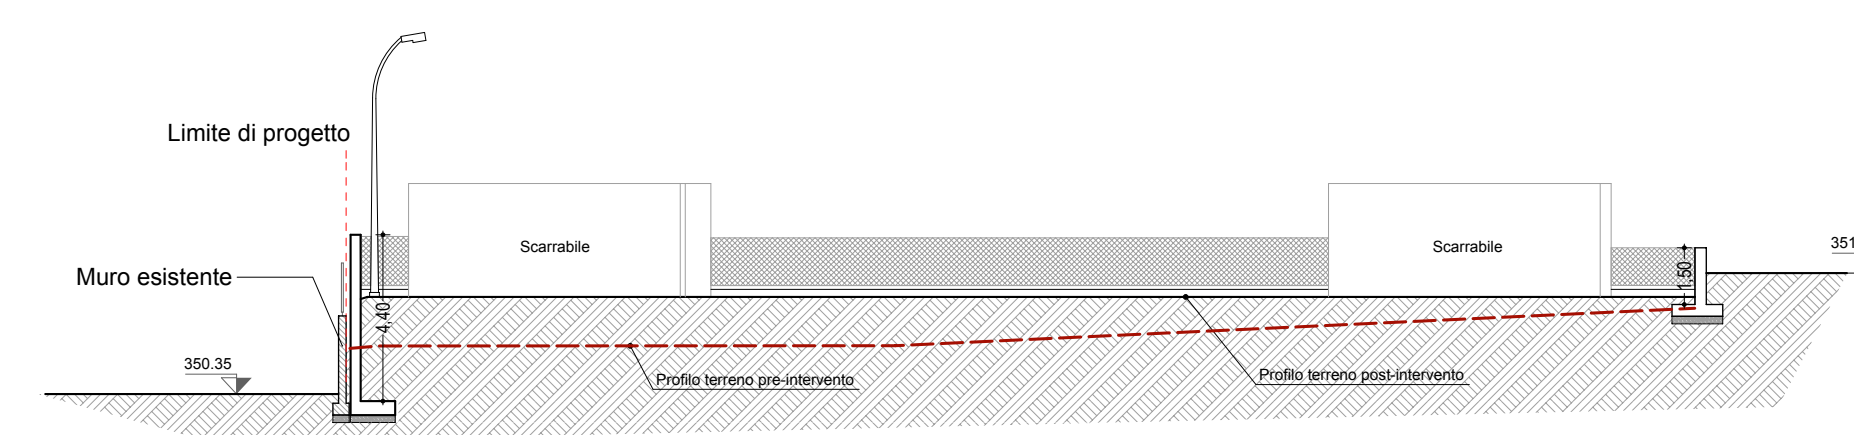 Limite di progetto
Scarrabile
Scarrabile
351
Muro esistente
1,50
4,40
350.35
Profilo terreno pre-intervento
Profilo terreno post-intervento